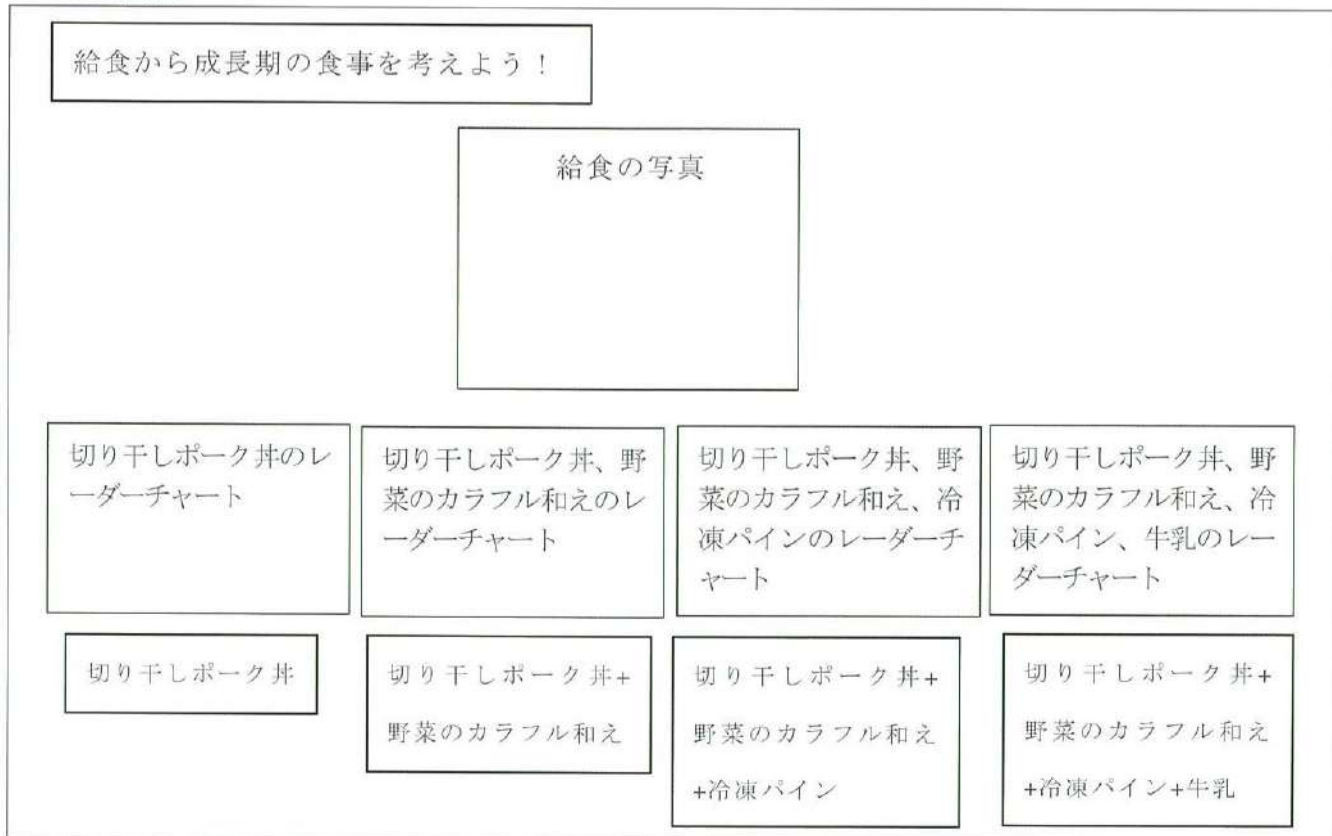 給食から成長期の食事を考えよう！
給食の写真
切り干しポーク丼のレ
ーダーチャート
切り干しポーク丼、野
菜のカラフル和えのレ
ーダーチャート
切り干しポーク丼、野
菜のカラフル和え、冷
凍パインのレーダーチ
ャート
切り干しポーク丼、野
菜のカラフル和え、冷
凍パイン、牛乳のレー
ダーチャート
切り干しポーク丼
切り干しポーク丼+
野菜のカラフル和え
切り干しポーク丼+
野菜のカラフル和え
+冷凍パイン
切り干しポーク丼+
野菜のカラフル和え
+冷凍パイン+牛乳